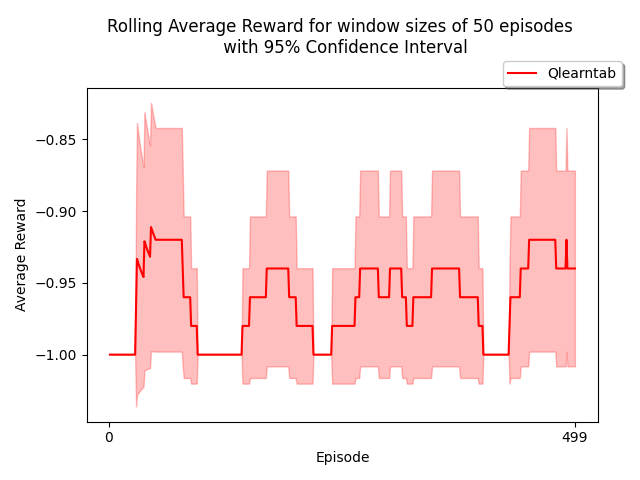 Rolling Average Reward for window sizes of 50 episodes
with 95% Confidence Interval
Qlearntab
Average Reward
−0.85
−0.90
−0.95
−1.00
0
499
Episode